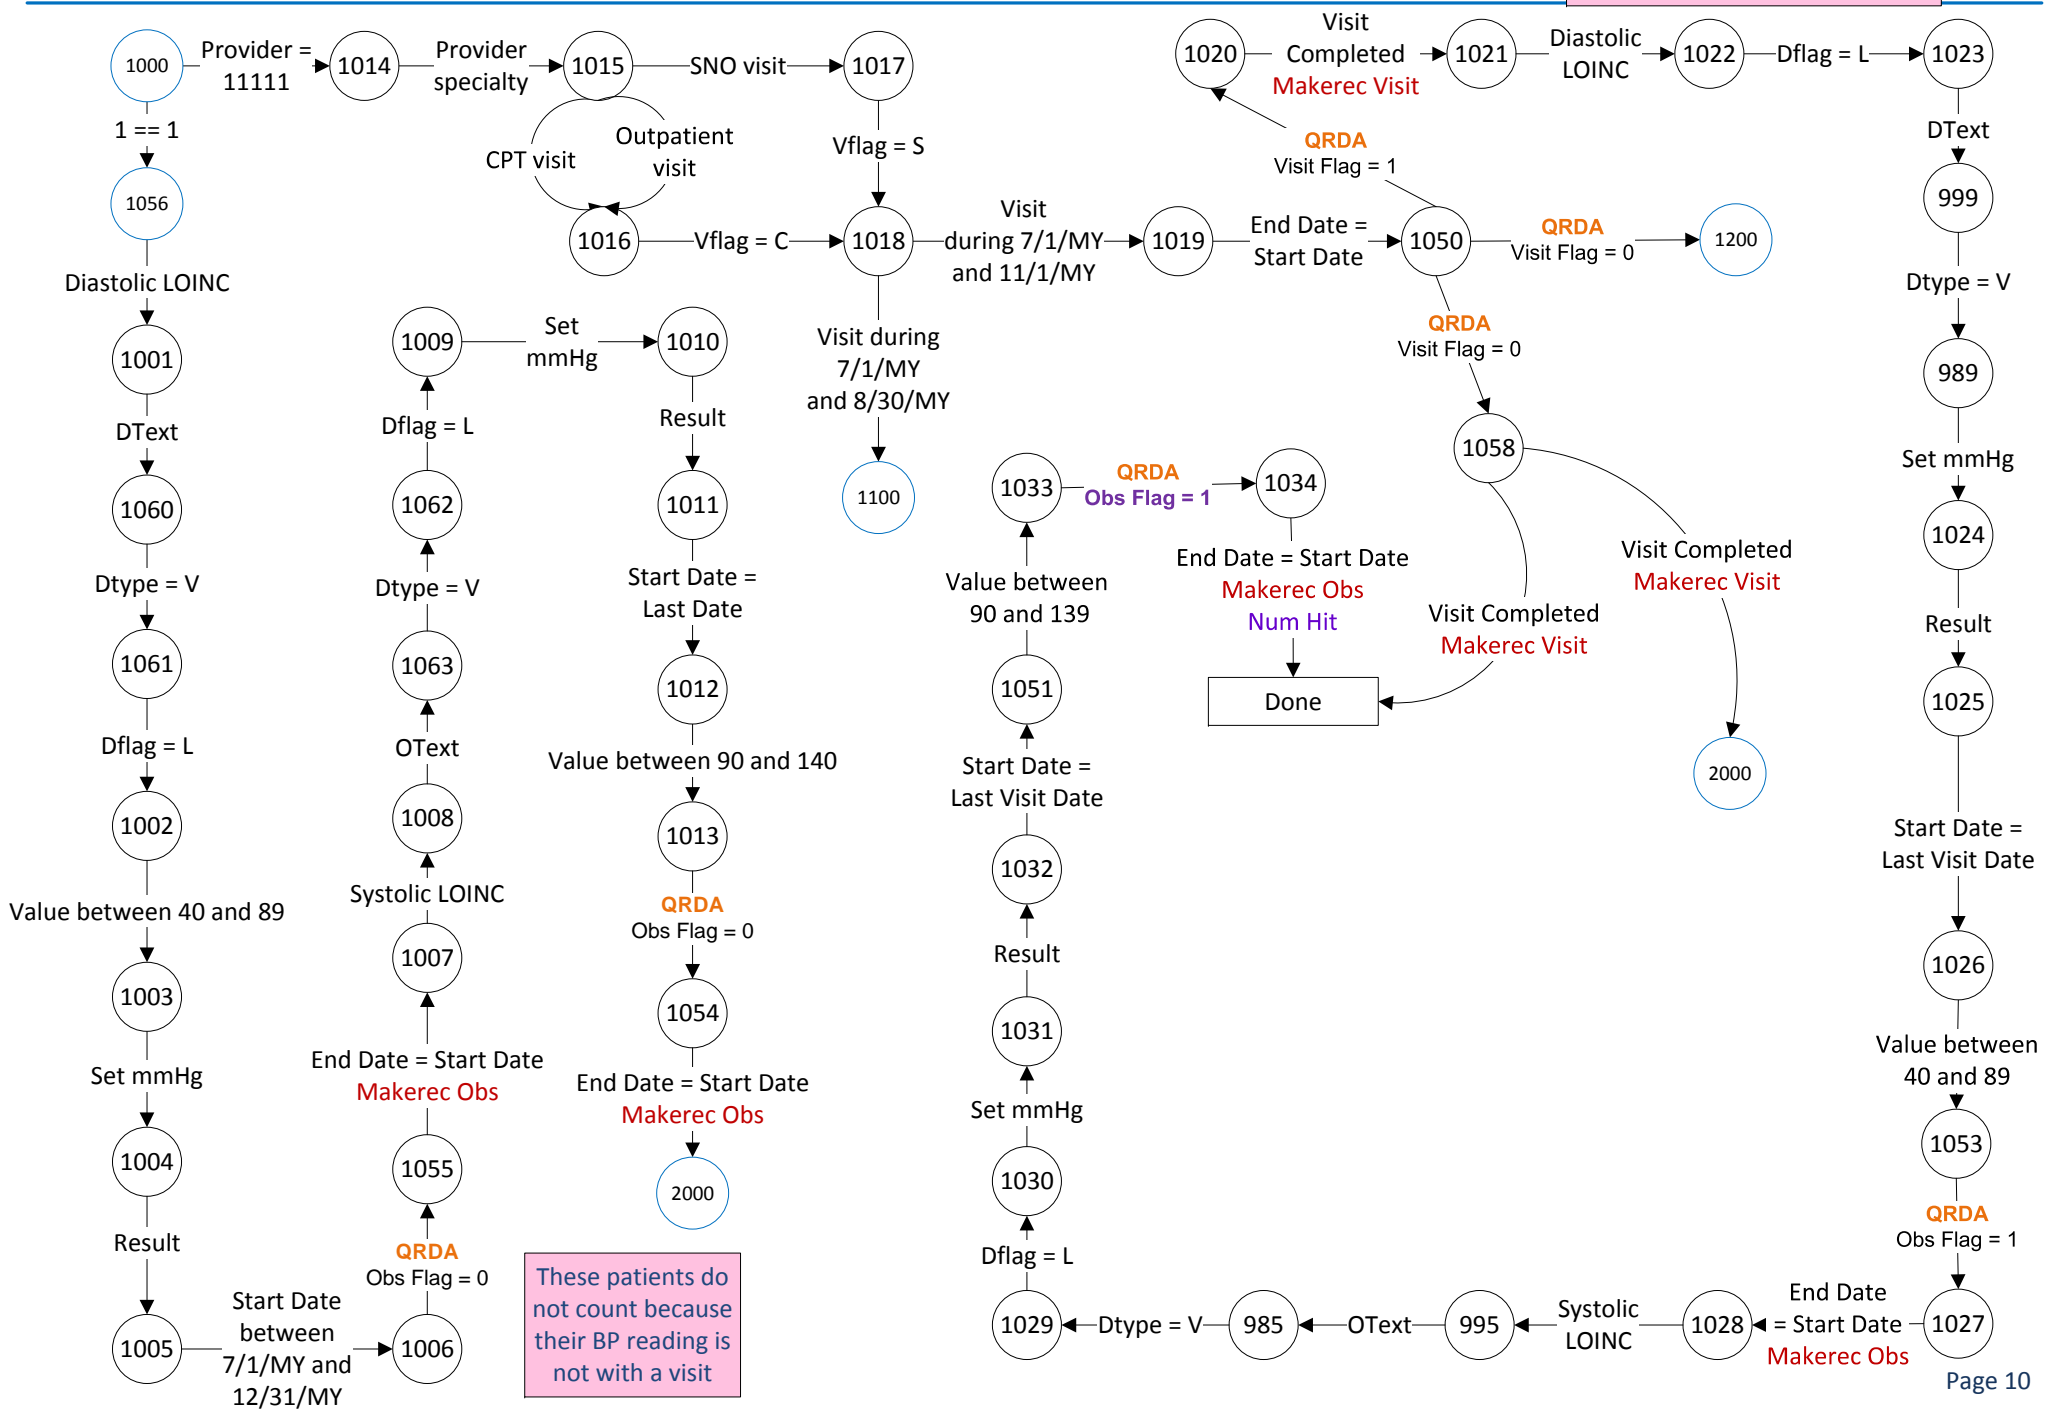 1000
Provider =
11111
1014
Provider
specialty
1015
SNO visit
1017
1 == 1
1056
CPT visit
Outpatient
visit
Vflag = S
1016
Vflag = C
1018
Visit
during 7/1/MY
and 11/1/MY
1019
End Date =
Start Date
1050
QRDA
Visit Flag = 1
1020
Visit
Completed
Makerec Visit
1021
Diastolic
LOINC
1022
Dflag = L
1023
QRDA
Visit Flag = 0
1200
QRDA
Visit Flag = 0
1058
Visit Completed
Makerec Visit
Visit Completed
Makerec Visit
2000
Visit during
7/1/MY
and 8/30/MY
1100
Diastolic LOINC
1001
DText
1060
Dtype = V
1061
Dflag = L
1002
Value between 40 and 89
1003
Set mmHg
1004
Result
1005
Start Date
between
7/1/MY and
12/31/MY
1006
QRDA
Obs Flag = 0
1055
End Date = Start Date
Makerec Obs
1007
Systolic LOINC
1008
OText
1063
Dtype = V
1062
Dflag = L
1009
Set
mmHg
1010
Result
1011
Start Date =
Last Date
1012
Value between 90 and 140
1013
QRDA
Obs Flag = 0
1054
End Date = Start Date
Makerec Obs
2000
These patients do
not count because
their BP reading is
not with a visit
DText
999
Dtype = V
989
Set mmHg
1024
Result
1025
Start Date =
Last Visit Date
1026
Value between
40 and 89
1053
QRDA
Obs Flag = 1
1027
End Date
= Start Date
Makerec Obs
1028
Systolic
LOINC
995
OText
985
Dtype = V
1029
Dflag = L
1030
Set mmHg
1031
Result
1032
Start Date =
Last Visit Date
1051
Value between
90 and 139
1033
QRDA
Obs Flag = 1
1034
End Date = Start Date
Makerec Obs
Num Hit
Done
Page 10